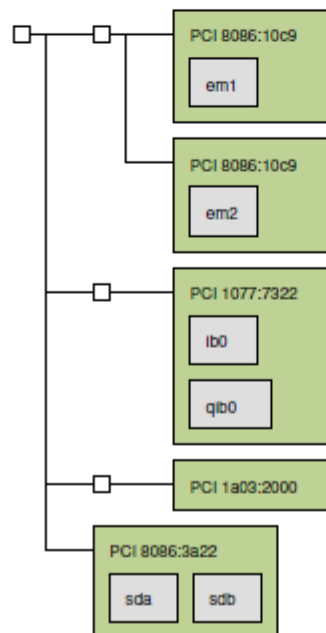 PCI 8086:10c9
em1
PCI 8086:10c9
em2
PCI 1077:7322
ib0
qib0
PCI 1a03:2000
PCI 8086:3a22
sda sdb